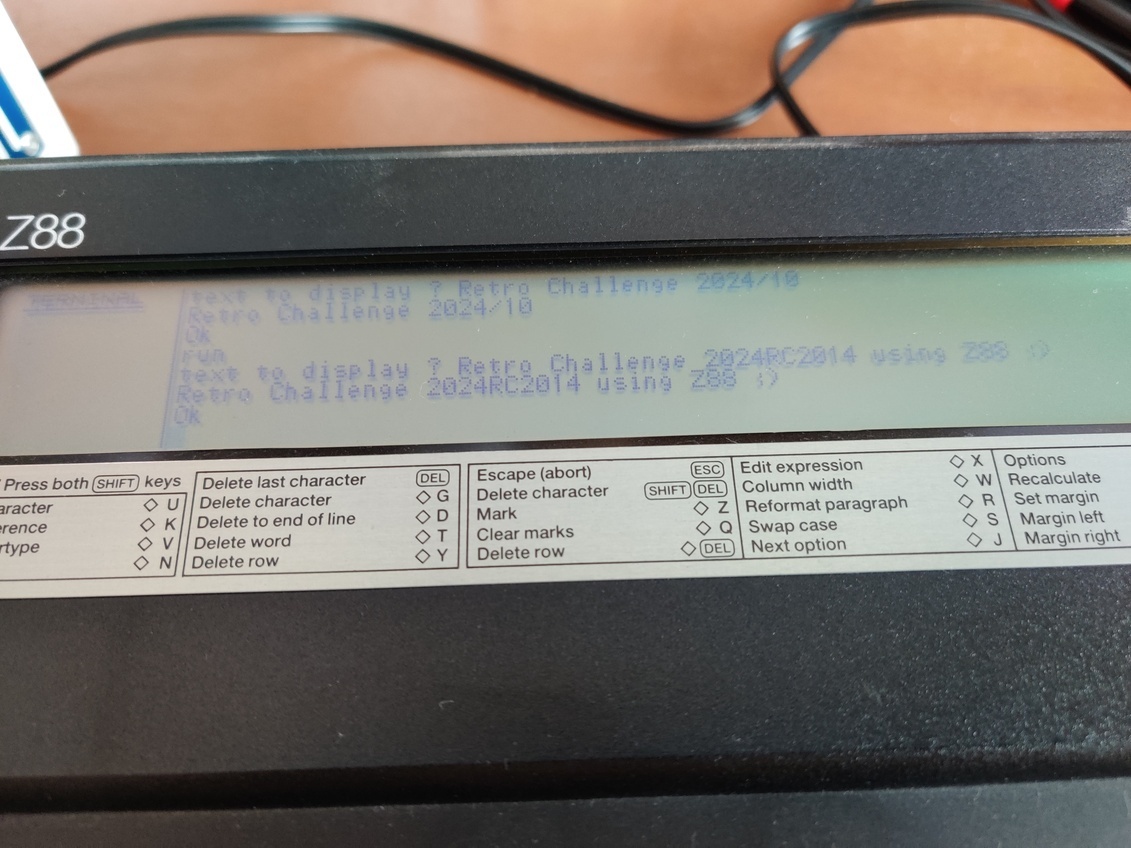 Z88
TERMINAL
text to display ? Retro Challenge 2024/10
Retro Challenge 2024/10
Ok
run
text to display ? Retro Challenge 2024RC2014 using Z88 :)
Retro Challenge 2024RC2014 using Z88 :)
Ok
Press both SHIFT keys
aracter ◇ U
erence ◇ K
rtype ◇ V
◇ N
Delete last character DEL
Delete character ◇ G
Delete to end of line ◇ D
Delete word ◇ T
Delete row ◇ Y
Escape (abort) ESC
Delete character SHIFT DEL
Mark ◇ Z
Clear marks ◇ Q
Delete row ◇ DEL
Edit expression ◇ X
Column width ◇ W
Reformat paragraph ◇ R
Swap case ◇ S
Next option ◇ J
Options
Recalculate
Set margin
Margin left
Margin right